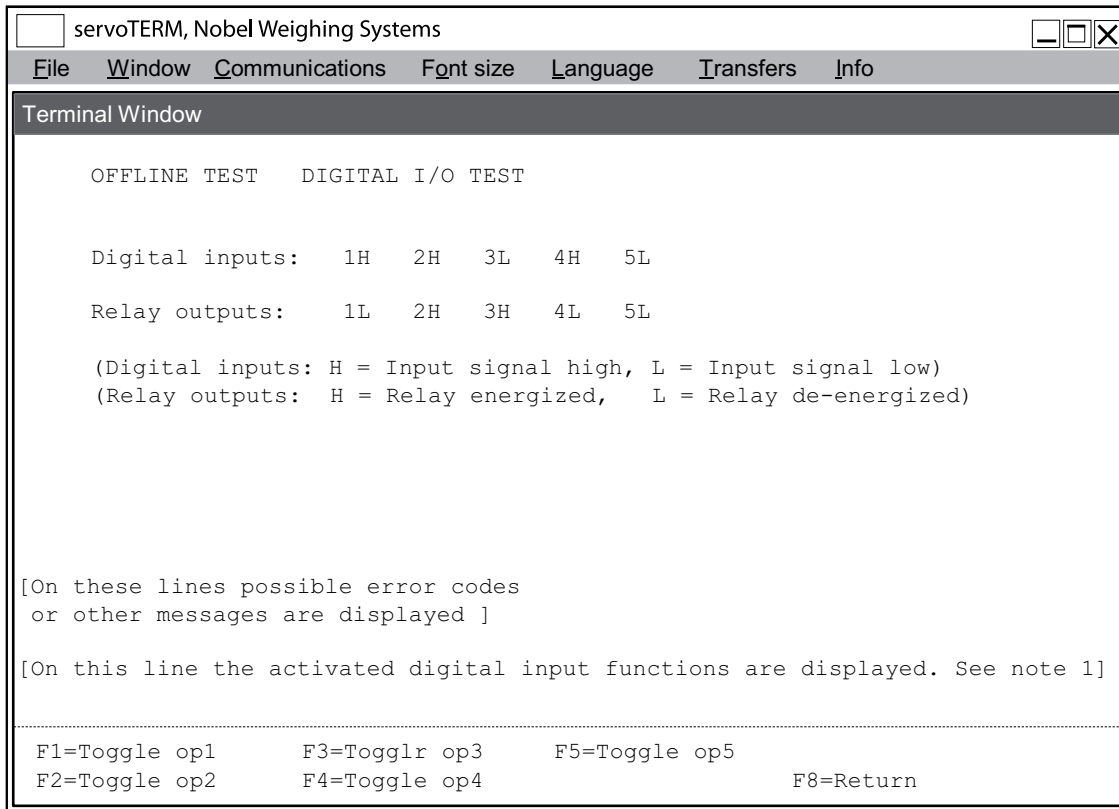 servoTERM, Nobel Weighing Systems
File Window Communications Font size Language Transfers Info
Terminal Window
OFFLINE TEST DIGITAL I/O TEST
Digital inputs: 1H 2H 3L 4H 5L
Relay outputs: 1L 2H 3H 4L 5L
(Digital inputs: H = Input signal high, L = Input signal low)
(Relay outputs: H = Relay energized, L = Relay de-energized)
[On these lines possible error codes
or other messages are displayed ]
[On this line the activated digital input functions are displayed. See note 1]
F1=Toggle op1 F3=Togglr op3 F5=Toggle op5
F2=Toggle op2 F4=Toggle op4 F8=Return